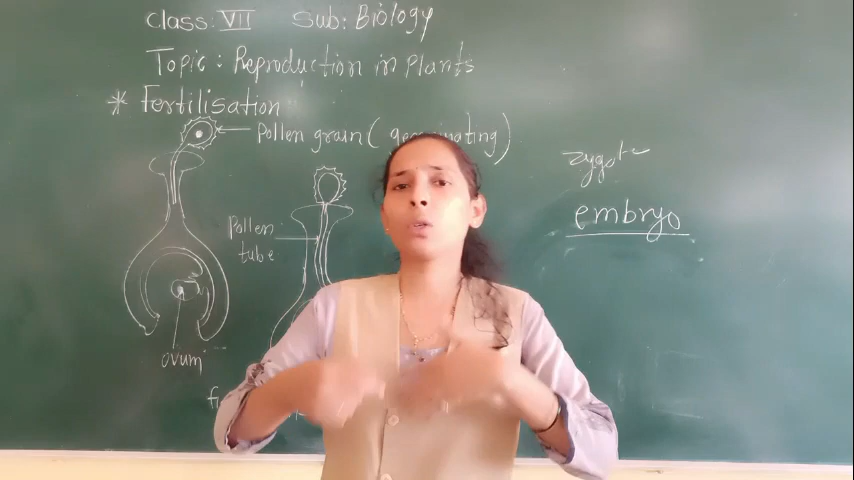 Class: VII Sub: Biology
Topic: Reproduction in Plants
* Fertilisation
Pollen grain (germinating)
zygote
embryo
Pollen
tube
ovum